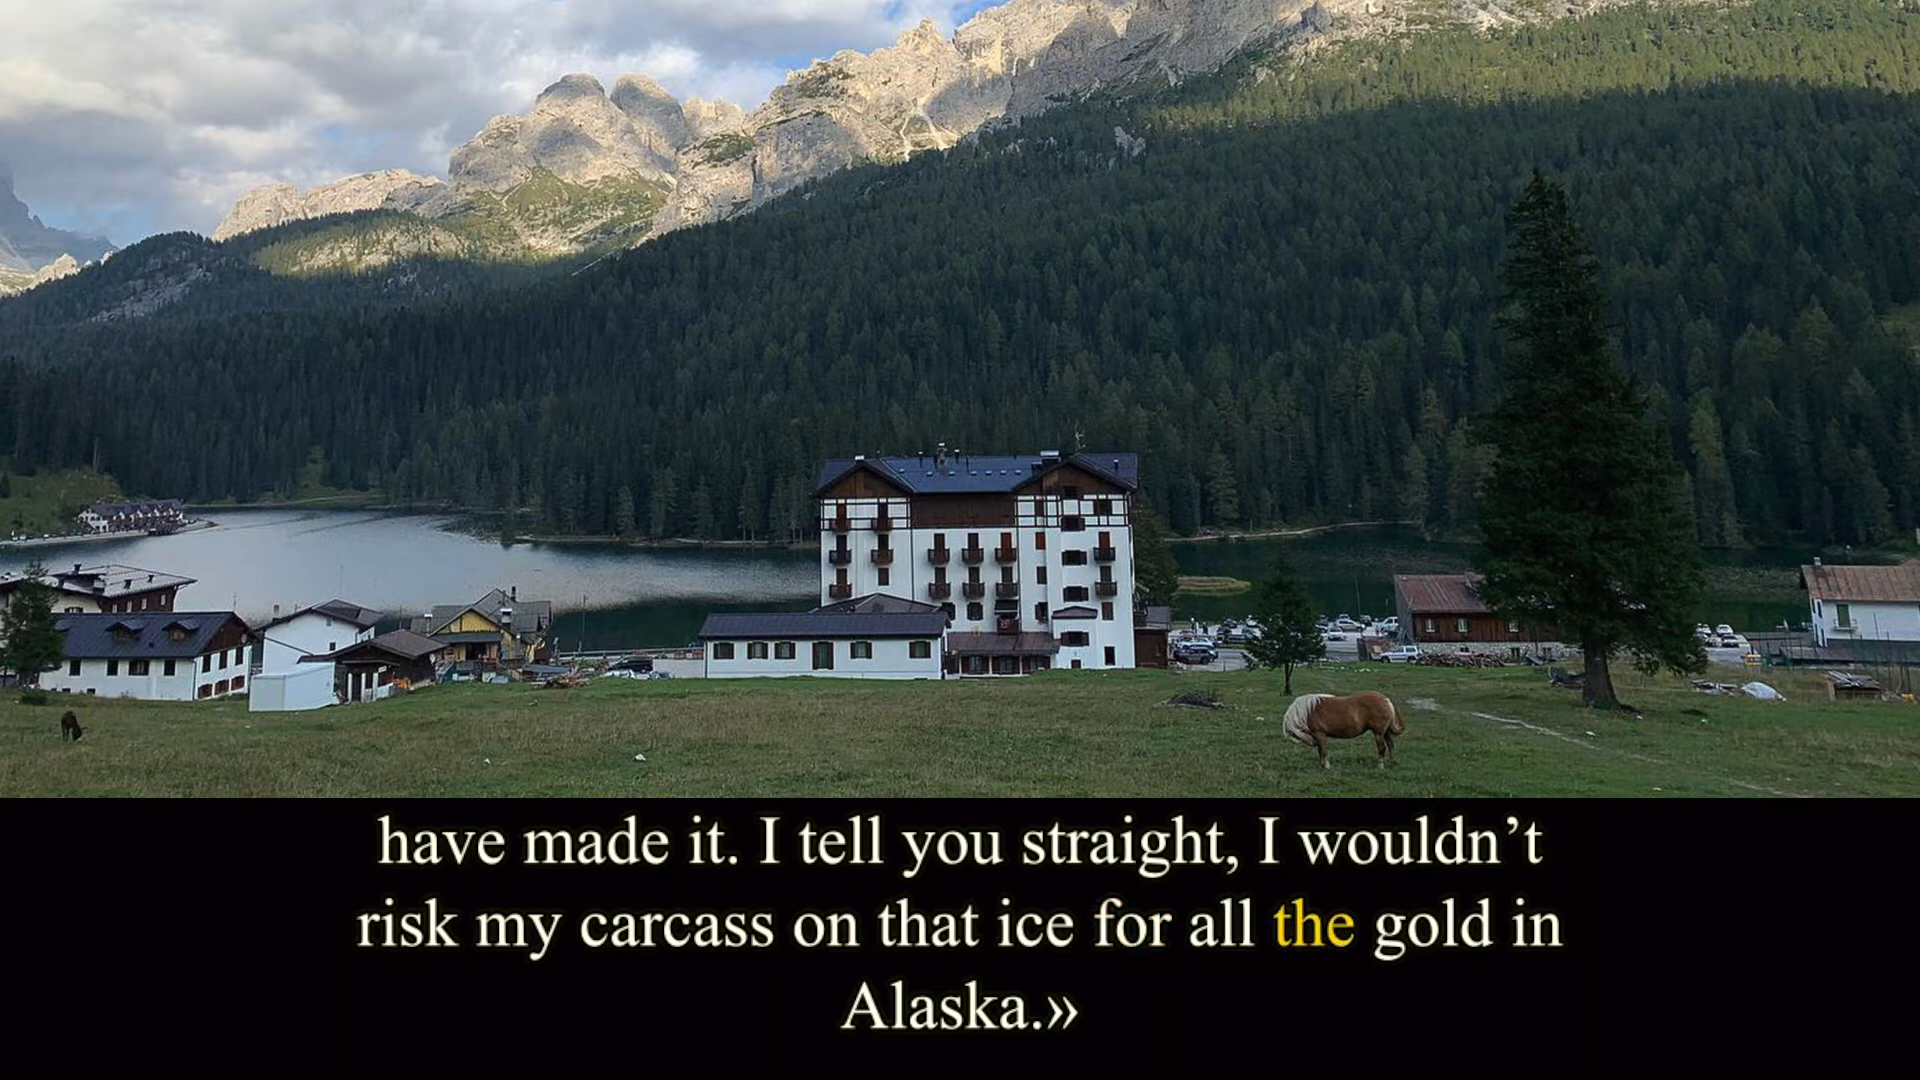 have made it. I tell you straight, I wouldn’t
risk my carcass on that ice for all the gold in
Alaska.»